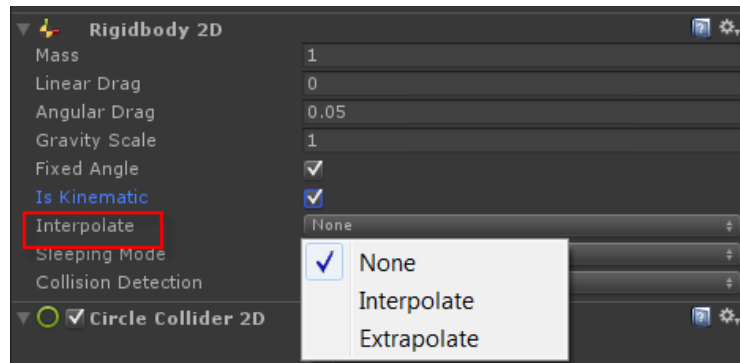 Rigidbody 2D
Mass 1
Linear Drag 0
Angular Drag 0.05
Gravity Scale 1
Fixed Angle
Is Kinematic
Interpolate None
Sleeping Mode
None
Collision Detection
Interpolate
Circle Collider 2D
Extrapolate